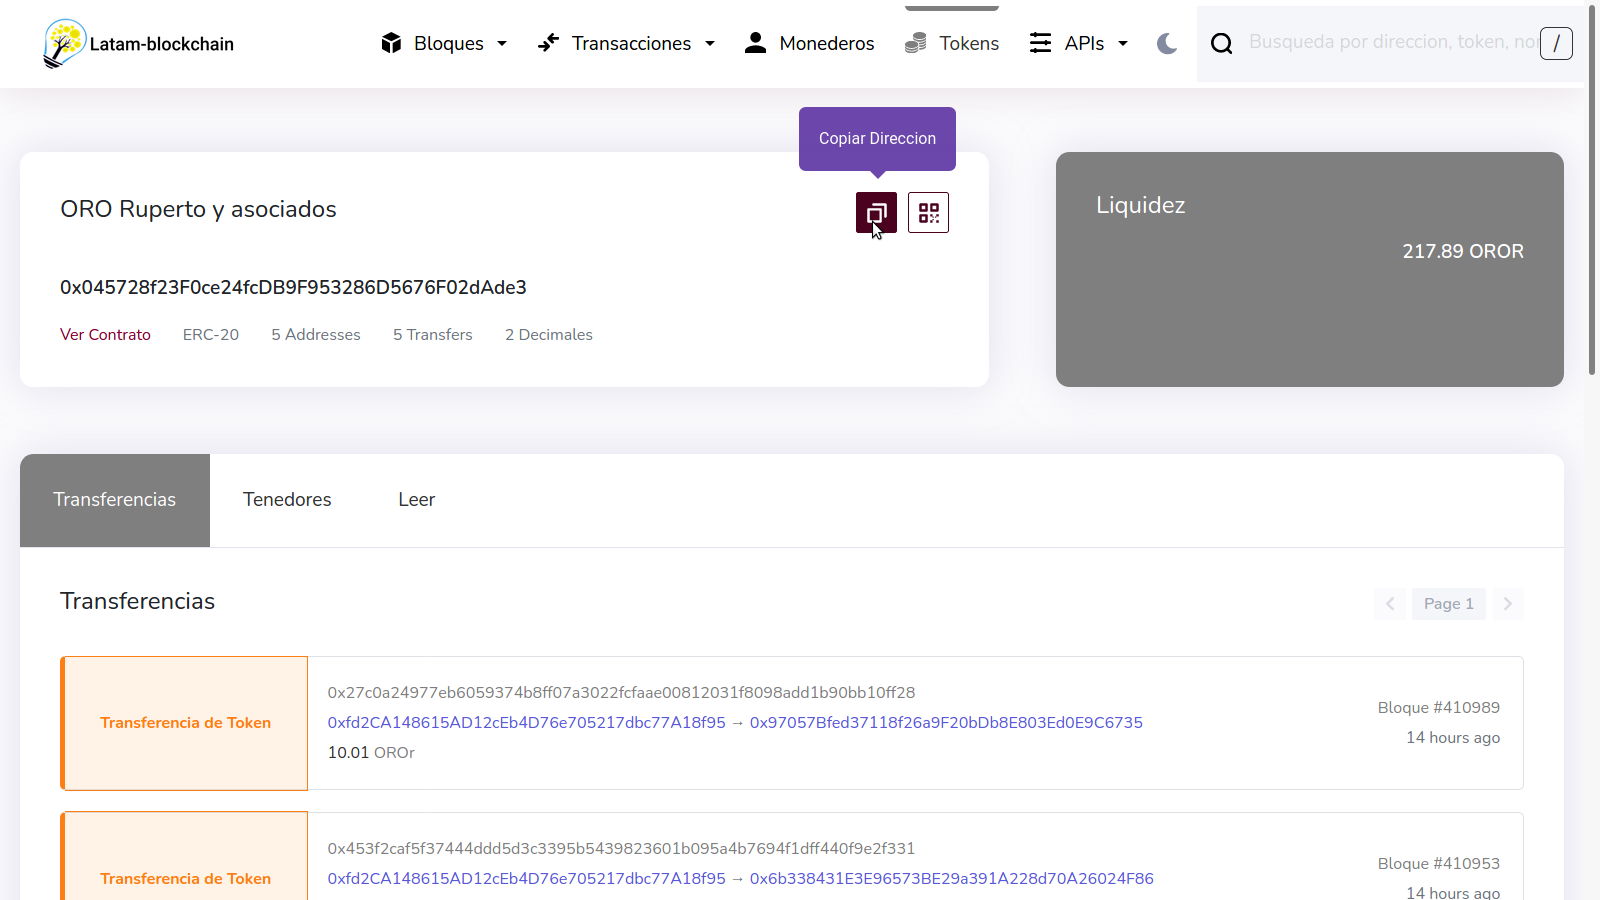 Latam-blockchain
Bloques
Transacciones
Monederos
Tokens
APIs
Busqueda por direccion, token, nor
/
Copiar Direccion
ORO Ruperto y asociados
0x045728f23F0ce24fcDB9F953286D5676F02dAde3
Ver Contrato ERC-20 5 Addresses 5 Transfers 2 Decimales
Liquidez
217.89 OROR
Transferencias Tenedores Leer
Transferencias
Page 1
Transferencia de Token
0x27c0a24977eb6059374b8ff07a3022fcfaae00812031f8098add1b90bb10ff28
0xfd2CA148615AD12cEb4D76e705217dbc77A18f95 → 0x97057Bfed37118f26a9F20bDb8E803Ed0E9C6735
10.01 OROr
Bloque #410989
14 hours ago
Transferencia de Token
0x453f2caf5f37444ddd5d3c3395b5439823601b095a4b7694f1dff440f9e2f331
0xfd2CA148615AD12cEb4D76e705217dbc77A18f95 → 0x6b338431E3E96573BE29a391A228d70A26024F86
Bloque #410953
14 hours ago